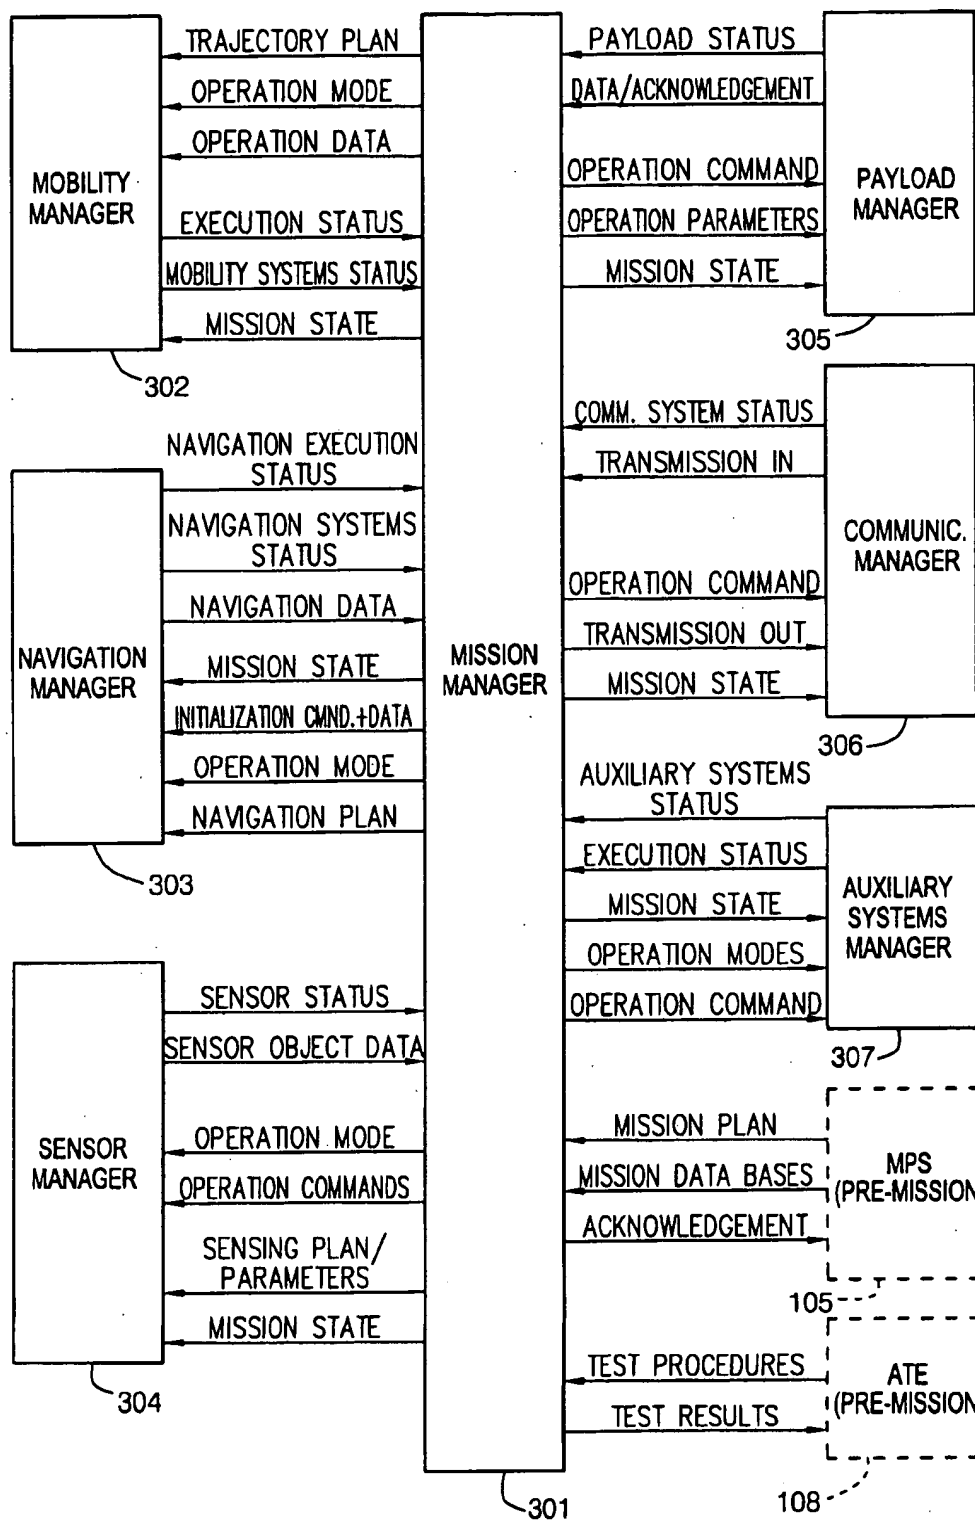 TRAJECTORY PLAN
OPERATION MODE
OPERATION DATA
MOBILITY
MANAGER
EXECUTION STATUS
MOBILITY SYSTEMS STATUS
MISSION STATE
302
NAVIGATION EXECUTION
STATUS
NAVIGATION SYSTEMS
STATUS
NAVIGATION DATA
NAVIGATION
MANAGER
MISSION STATE
INITIALIZATION CMND.+DATA
OPERATION MODE
NAVIGATION PLAN
303
SENSOR STATUS
SENSOR OBJECT DATA
SENSOR
MANAGER
OPERATION MODE
OPERATION COMMANDS
SENSING PLAN/
PARAMETERS
MISSION STATE
304
MISSION
MANAGER
301
PAYLOAD STATUS
DATA/ACKNOWLEDGEMENT
OPERATION COMMAND
PAYLOAD
MANAGER
OPERATION PARAMETERS
MISSION STATE
305
COMM. SYSTEM STATUS
TRANSMISSION IN
COMMUNIC.
MANAGER
OPERATION COMMAND
TRANSMISSION OUT
MISSION STATE
306
AUXILIARY SYSTEMS
STATUS
EXECUTION STATUS
AUXILIARY
SYSTEMS
MANAGER
MISSION STATE
OPERATION MODES
OPERATION COMMAND
307
MISSION PLAN
MISSION DATA BASES
ACKNOWLEDGEMENT
MPS
(PRE-MISSION
105
TEST PROCEDURES
TEST RESULTS
ATE
(PRE-MISSION
108